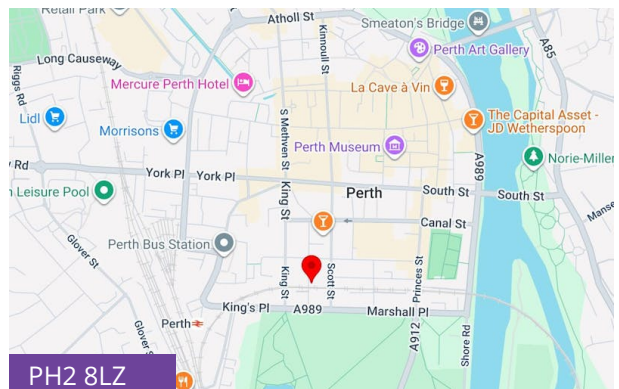 Retail Park
Atholl St
Smeaton's Bridge
Kinnoull St
Long Causeway
Perth Art Gallery
A85
Riggs Rd
Mercure Perth Hotel
La Cave à Vin
Lidl
Morrisons
S Methven St
The Capital Asset -
JD Wetherspoon
Perth Museum
A989
Norie-Miller
Rd
York Pl
York Pl
Leisure Pool
King St
Perth
South St
South St
Canal St
Manse
Glover St
Perth Bus Station
King St
Scott St
Princes St
King's Pl
A989
Marshall Pl
Glover St
Perth
A912
Shore Rd
PH2 8LZ